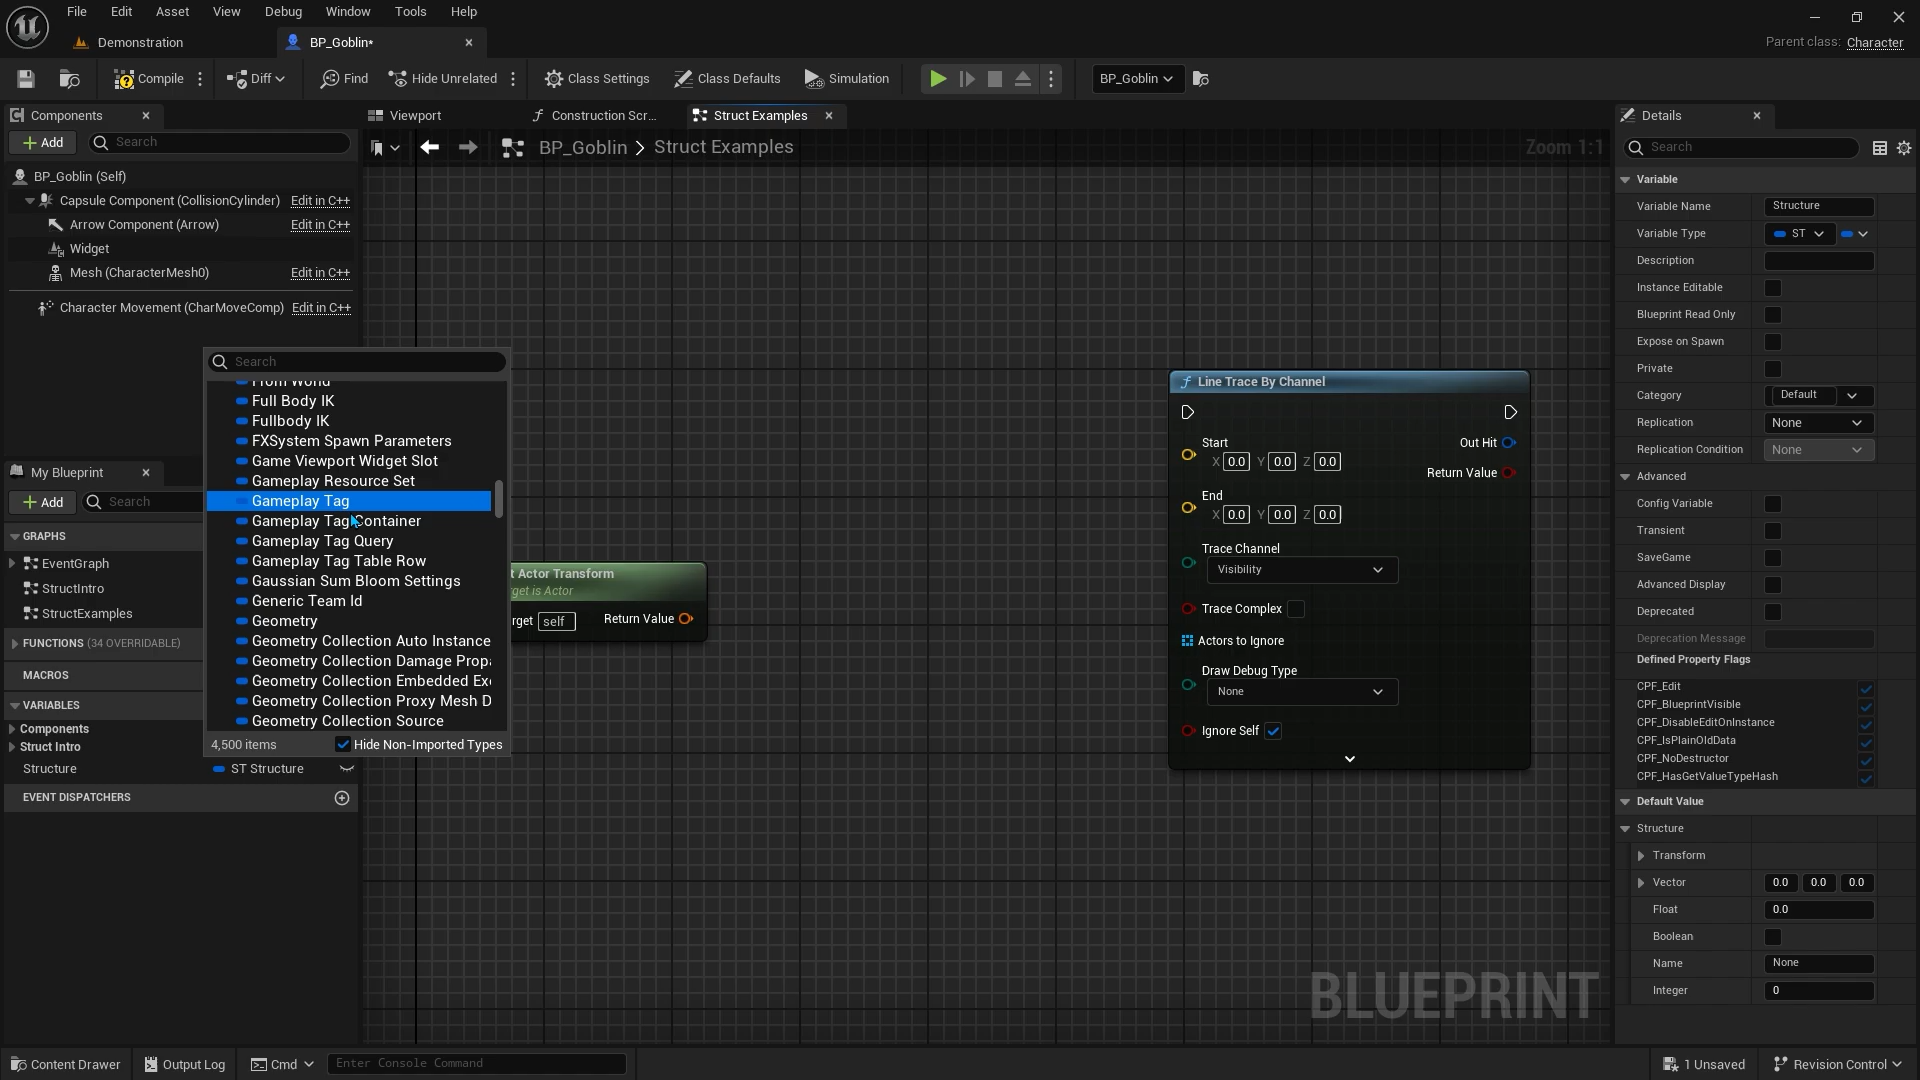 File Edit Asset View Debug Window Tools Help
Demonstration
BP_Goblin*
Parent class: Character
Compile
Diff
Find
Hide Unrelated
Class Settings
Class Defaults
Simulation
BP_Goblin
Components
Add
Search
BP_Goblin (Self)
Capsule Component (CollisionCylinder) Edit in C++
Arrow Component (Arrow) Edit in C++
Widget
Mesh (CharacterMesh0) Edit in C++
Character Movement (CharMoveComp) Edit in C++
My Blueprint
Add
Search
GRAPHS
EventGraph
StructIntro
StructExamples
FUNCTIONS (34 OVERRIDABLE)
MACROS
VARIABLES
Components
Struct Intro
Structure ST Structure
EVENT DISPATCHERS
Search
From World
Full Body IK
Fullbody IK
FXSystem Spawn Parameters
Game Viewport Widget Slot
Gameplay Resource Set
Gameplay Tag
Gameplay Tag Container
Gameplay Tag Query
Gameplay Tag Table Row
Gaussian Sum Bloom Settings
Generic Team Id
Geometry
Geometry Collection Auto Instance
Geometry Collection Damage Propa
Geometry Collection Embedded Exe
Geometry Collection Proxy Mesh D
Geometry Collection Source
4,500 items Hide Non-Imported Types
Viewport
Construction Scr...
Struct Examples
BP_Goblin > Struct Examples
Zoom 1:1
t Actor Transform
get is Actor
rget self Return Value
Line Trace By Channel
Start Out Hit
X 0.0 Y 0.0 Z 0.0
Return Value
End
X 0.0 Y 0.0 Z 0.0
Trace Channel
Visibility
Trace Complex
Actors to Ignore
Draw Debug Type
None
Ignore Self
BLUEPRINT
Details
Search
Variable
Variable Name Structure
Variable Type ST
Description
Instance Editable
Blueprint Read Only
Expose on Spawn
Private
Category Default
Replication None
Replication Condition None
Advanced
Config Variable
Transient
SaveGame
Advanced Display
Deprecated
Deprecation Message
Defined Property Flags
CPF_Edit
CPF_BlueprintVisible
CPF_DisableEditOnInstance
CPF_IsPlainOldData
CPF_NoDestructor
CPF_HasGetValueTypeHash
Default Value
Structure
Transform
Vector 0.0 0.0 0.0
Float 0.0
Boolean
Name None
Integer 0
Content Drawer
Output Log
Cmd
Enter Console Command
1 Unsaved
Revision Control